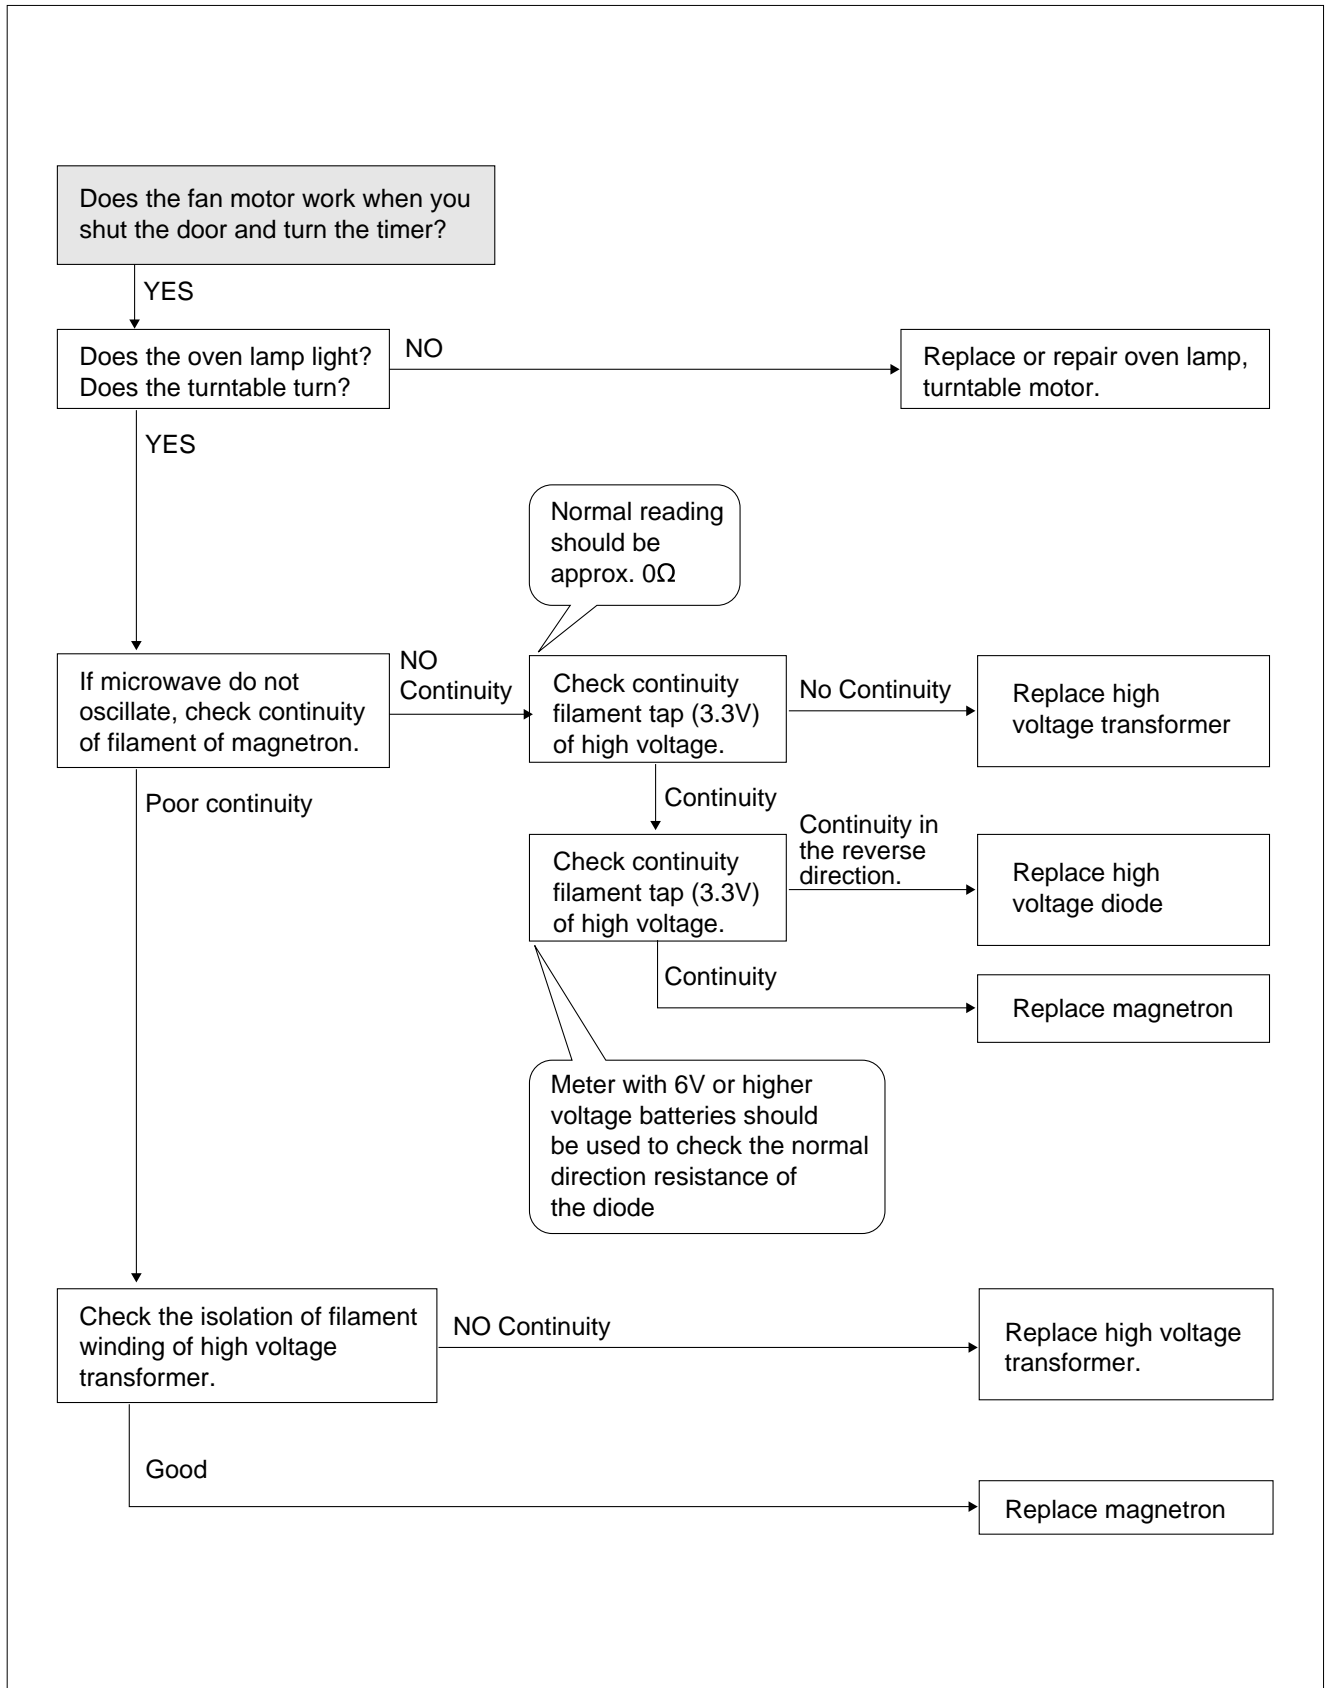 Does the fan motor work when you
shut the door and turn the timer?
YES
Does the oven lamp light?
Does the turntable turn?
NO
Replace or repair oven lamp,
turntable motor.
YES
Normal reading
should be
approx. 0Ω
If microwave do not
oscillate, check continuity
of filament of magnetron.
NO
Continuity
Check continuity
filament tap (3.3V)
of high voltage.
No Continuity
Replace high
voltage transformer
Poor continuity
Continuity
Check continuity
filament tap (3.3V)
of high voltage.
Continuity in
the reverse
direction.
Replace high
voltage diode
Continuity
Replace magnetron
Meter with 6V or higher
voltage batteries should
be used to check the normal
direction resistance of
the diode
Check the isolation of filament
winding of high voltage
transformer.
NO Continuity
Replace high voltage
transformer.
Good
Replace magnetron